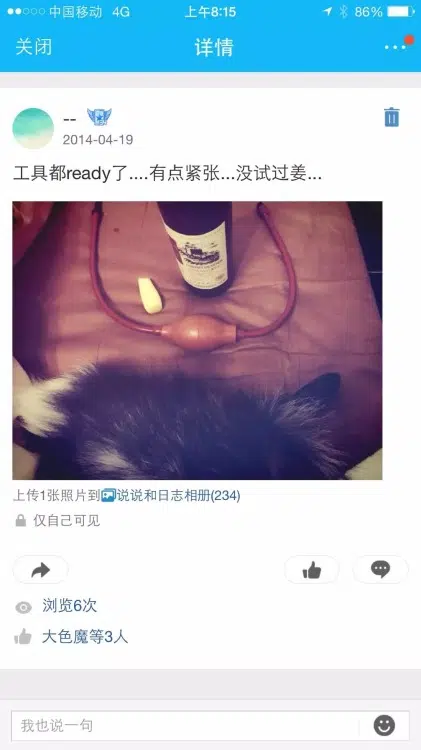 中国移动 4G 上午8:15 86%
关闭 详情
--
2014-04-19
工具都ready了....有点紧张...没试过姜...
上传1张照片到说说和日志相册(234)
仅自己可见
浏览6次
大色魔等3人
我也说一句